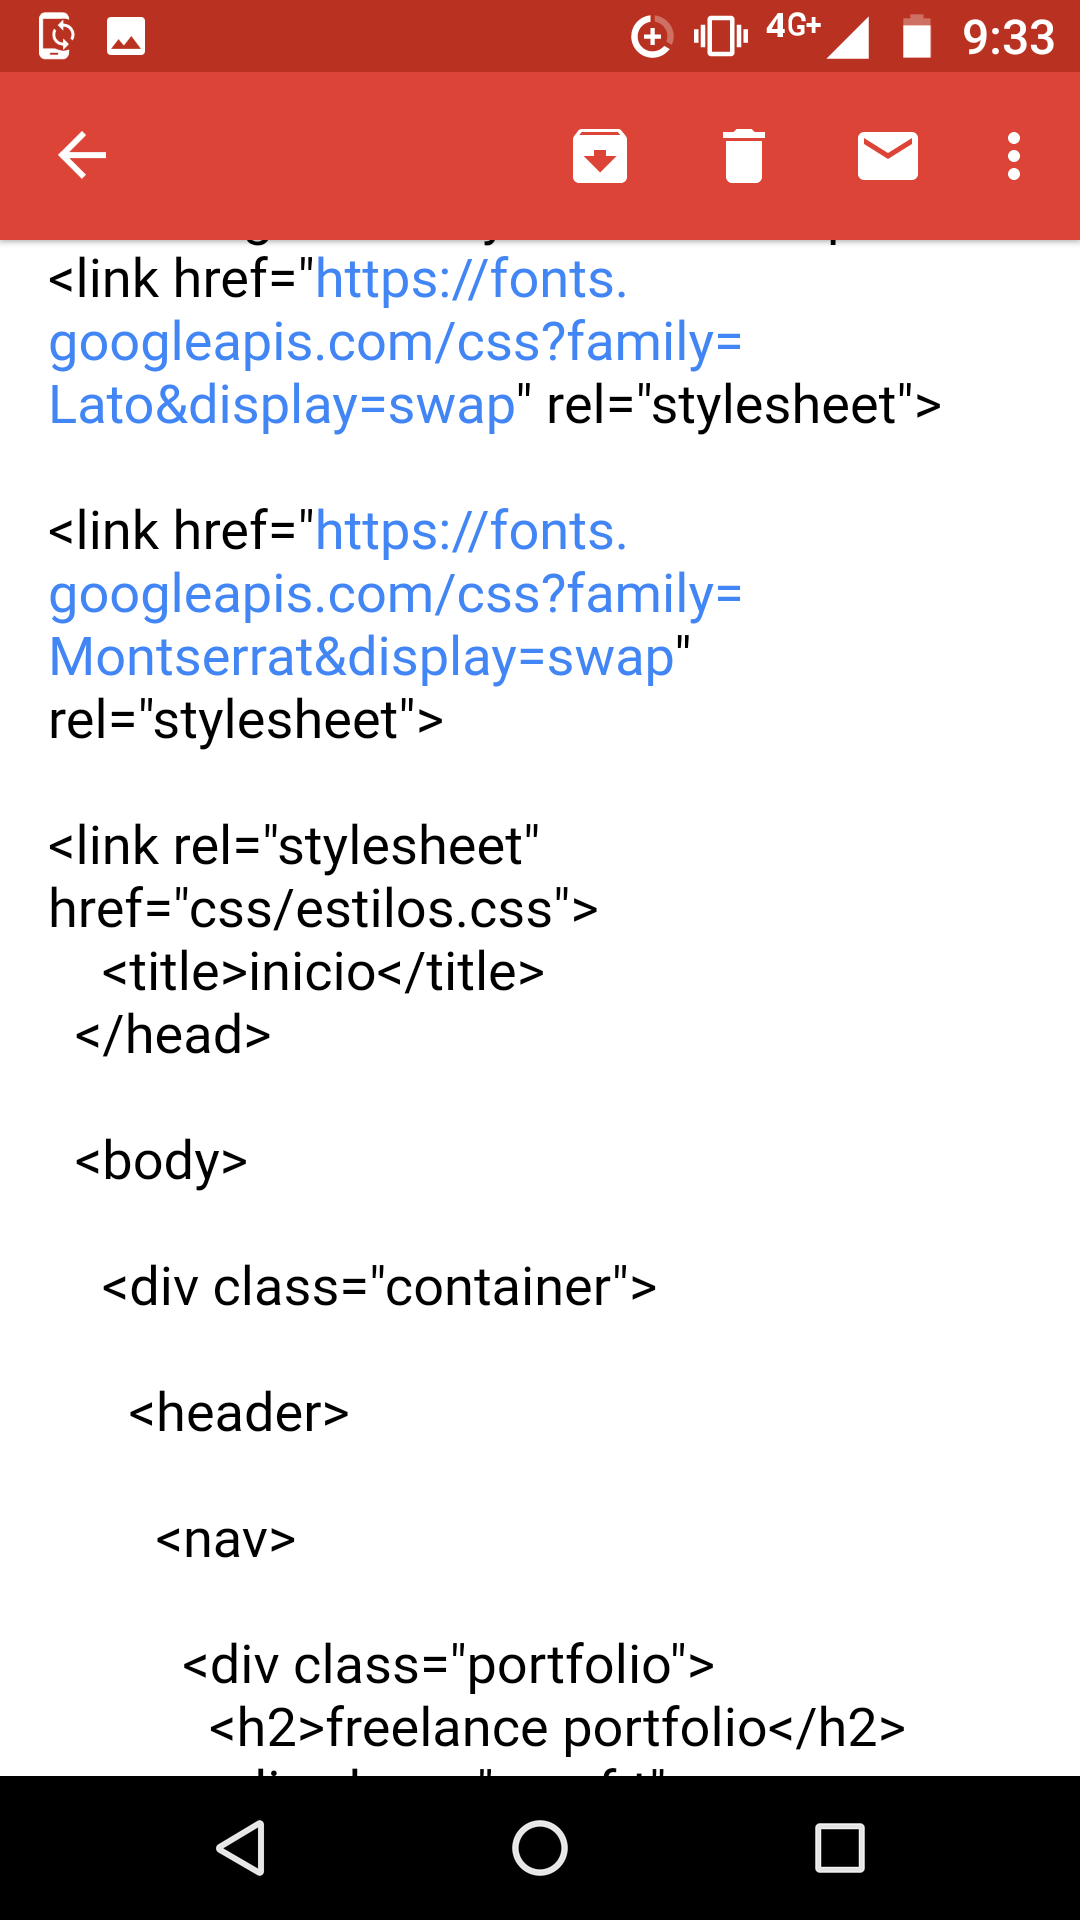 4G+ 9:33
<link href="https://fonts.
googleapis.com/css?family=
Lato&display=swap" rel="stylesheet">
<link href="https://fonts.
googleapis.com/css?family=
Montserrat&display=swap"
rel="stylesheet">
<link rel="stylesheet"
href="css/estilos.css">
<title>inicio</title>
</head>
<body>
<div class="container">
<header>
<nav>
<div class="portfolio">
<h2>freelance portfolio</h2>